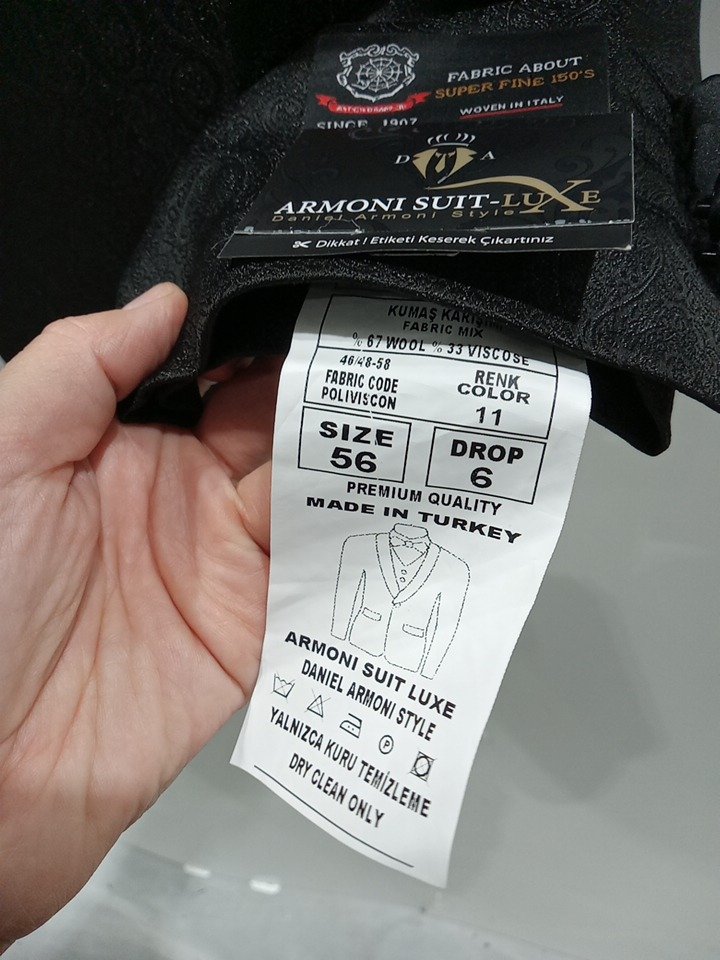 FABRIC ABOUT
SUPER FINE 150'S
WOVEN IN ITALY
SINCE 1907
D A
ARMONI SUIT-LUXE
Daniel Armoni Style
Dikkat ! Etiketi Keserek Çıkartınız
KUMAŞ
FABRIC MIX
% 67 WOOL % 33 VISCOSE
46/48-58
FABRIC CODE
POLIVISCON
RENK
COLOR
11
SIZE
56
DROP
6
PREMIUM QUALITY
MADE IN TURKEY
ARMONI SUIT LUXE
DANIEL ARMONI STYLE
P
YALNIZCA KURU TEMİZLEME
DRY CLEAN ONLY